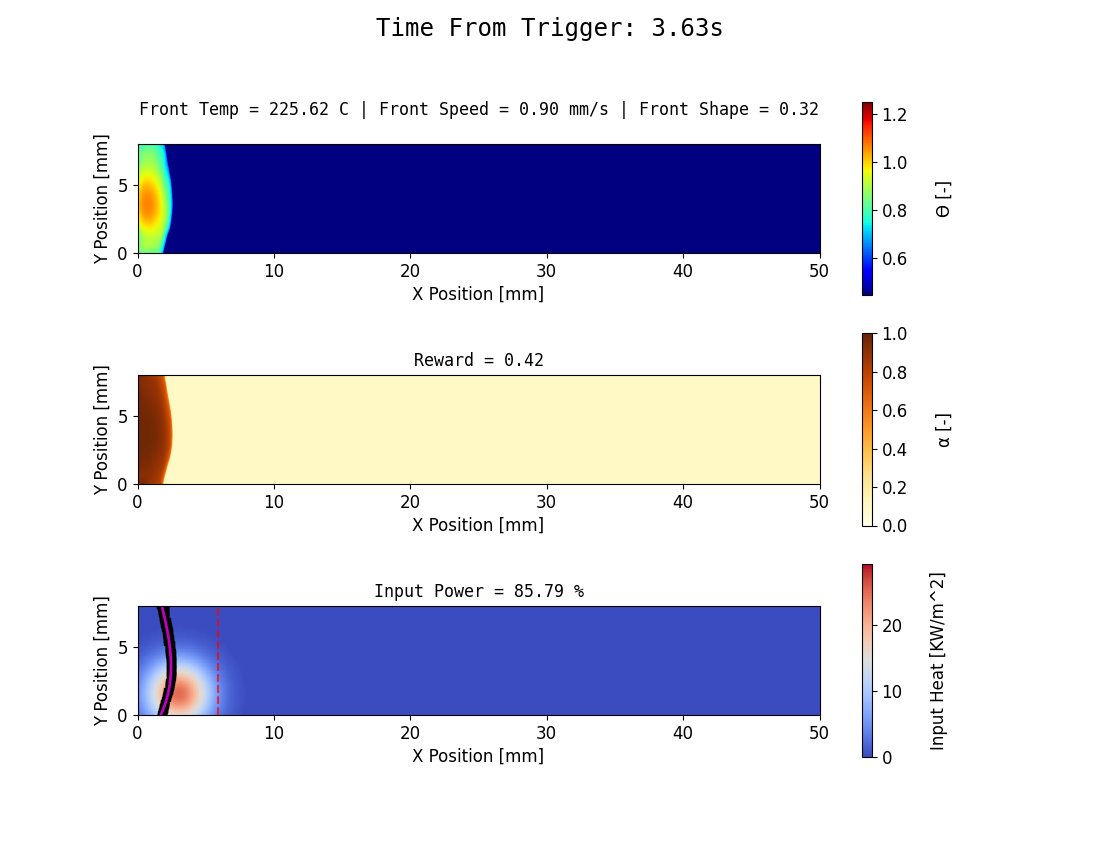 Time From Trigger: 3.63s
Front Temp = 225.62 C | Front Speed = 0.90 mm/s | Front Shape = 0.32
Y Position [mm]
5
0
0 10 20 30 40 50
X Position [mm]
1.2
1.0
0.8
0.6
Θ [-]
Reward = 0.42
Y Position [mm]
5
0
0 10 20 30 40 50
X Position [mm]
1.0
0.8
0.6
0.4
0.2
0.0
α [-]
Input Power = 85.79 %
Y Position [mm]
5
0
0 10 20 30 40 50
X Position [mm]
20
10
0
Input Heat [KW/m^2]